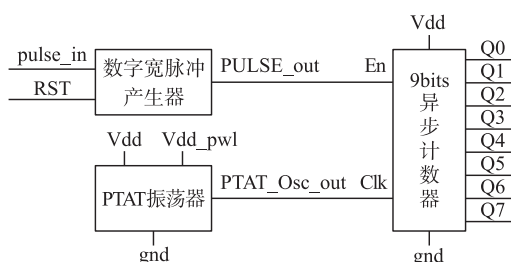 Vdd
pulse_in
RST
数字宽脉冲
产生器
PULSE_out
En
9bits
异步计数器
Q0
Q1
Q2
Q3
Q4
Q5
Q6
Q7
Vdd
Vdd_pwl
PTAT振荡器
PTAT_Osc_out
Clk
gnd
gnd